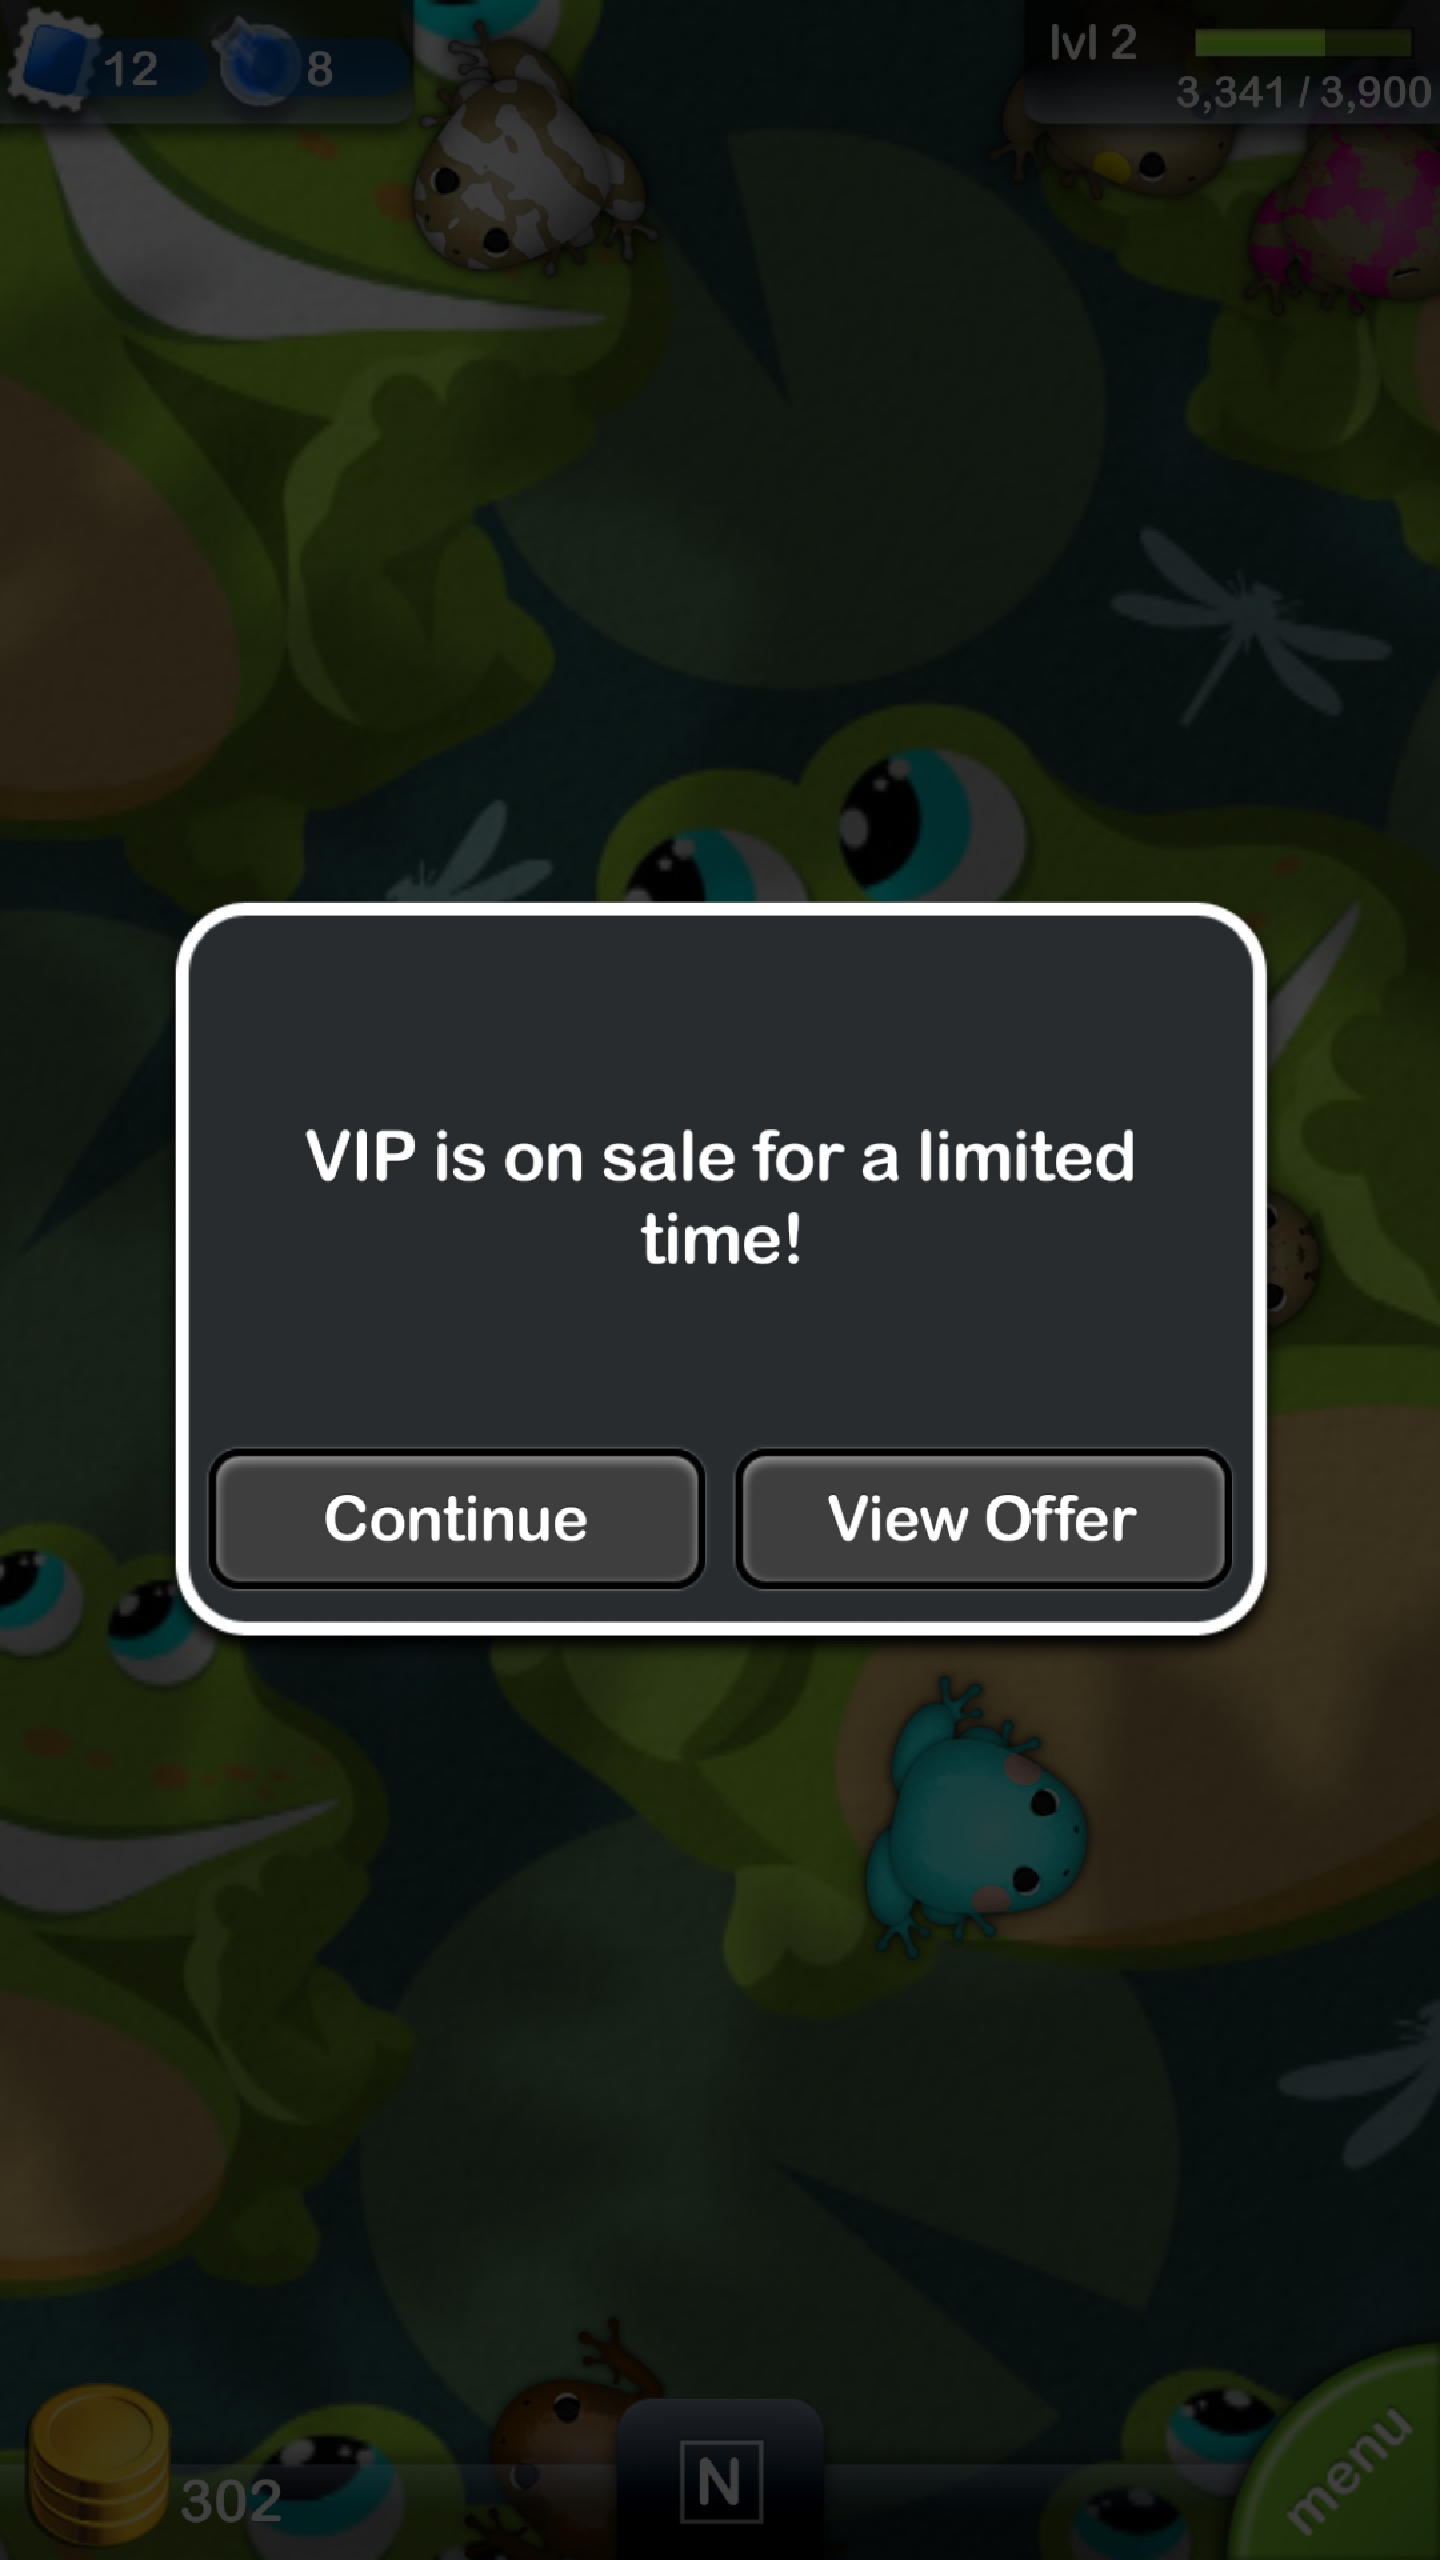 12
8
lvl 2
3,341 / 3,900
VIP is on sale for a limited
time!
Continue
View Offer
302
N
menu